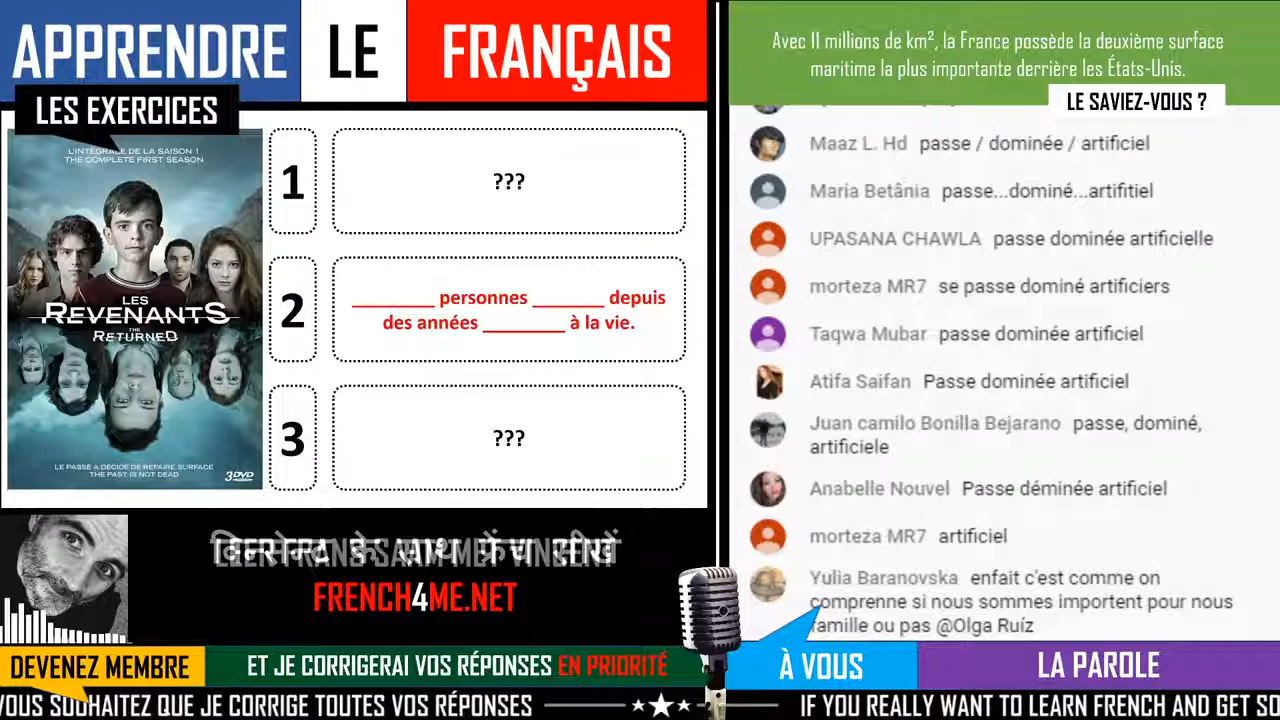 APPRENDRE LE FRANÇAIS
LES EXERCICES
L'INTÉGRALE DE LA SAISON 1
THE COMPLETE FIRST SEASON
LES
REVENANTS
THE
RETURNED
LE PASSÉ A DÉCIDÉ DE REFAIRE SURFACE
THE PAST IS NOT DEAD
3DVD
1
???
2
_________ personnes ________ depuis
des années _________ à la vie.
3
???
FRENCH4ME.NET
DEVENEZ MEMBRE
ET JE CORRIGERAI VOS RÉPONSES EN PRIORITÉ
Avec 11 millions de km², la France possède la deuxième surface
maritime la plus importante derrière les États-Unis.
LE SAVIEZ-VOUS ?
Maaz L. Hd passe / dominée / artificiel
Maria Betânia passe...dominé...artifitiel
UPASANA CHAWLA passe dominée artificielle
morteza MR7 se passe dominé artificiers
Taqwa Mubar passe dominée artificiel
Atifa Saifan Passe dominée artificiel
Juan camilo Bonilla Bejarano passe, dominé,
artificiele
Anabelle Nouvel Passe déminée artificiel
morteza MR7 artificiel
Yulia Baranovska enfait c'est comme on
comprenne si nous sommes importent pour nous
famille ou pas @Olga Ruíz
À VOUS
LA PAROLE
VOUS SOUHAITEZ QUE JE CORRIGE TOUTES VOS RÉPONSES
IF YOU REALLY WANT TO LEARN FRENCH AND GET SO